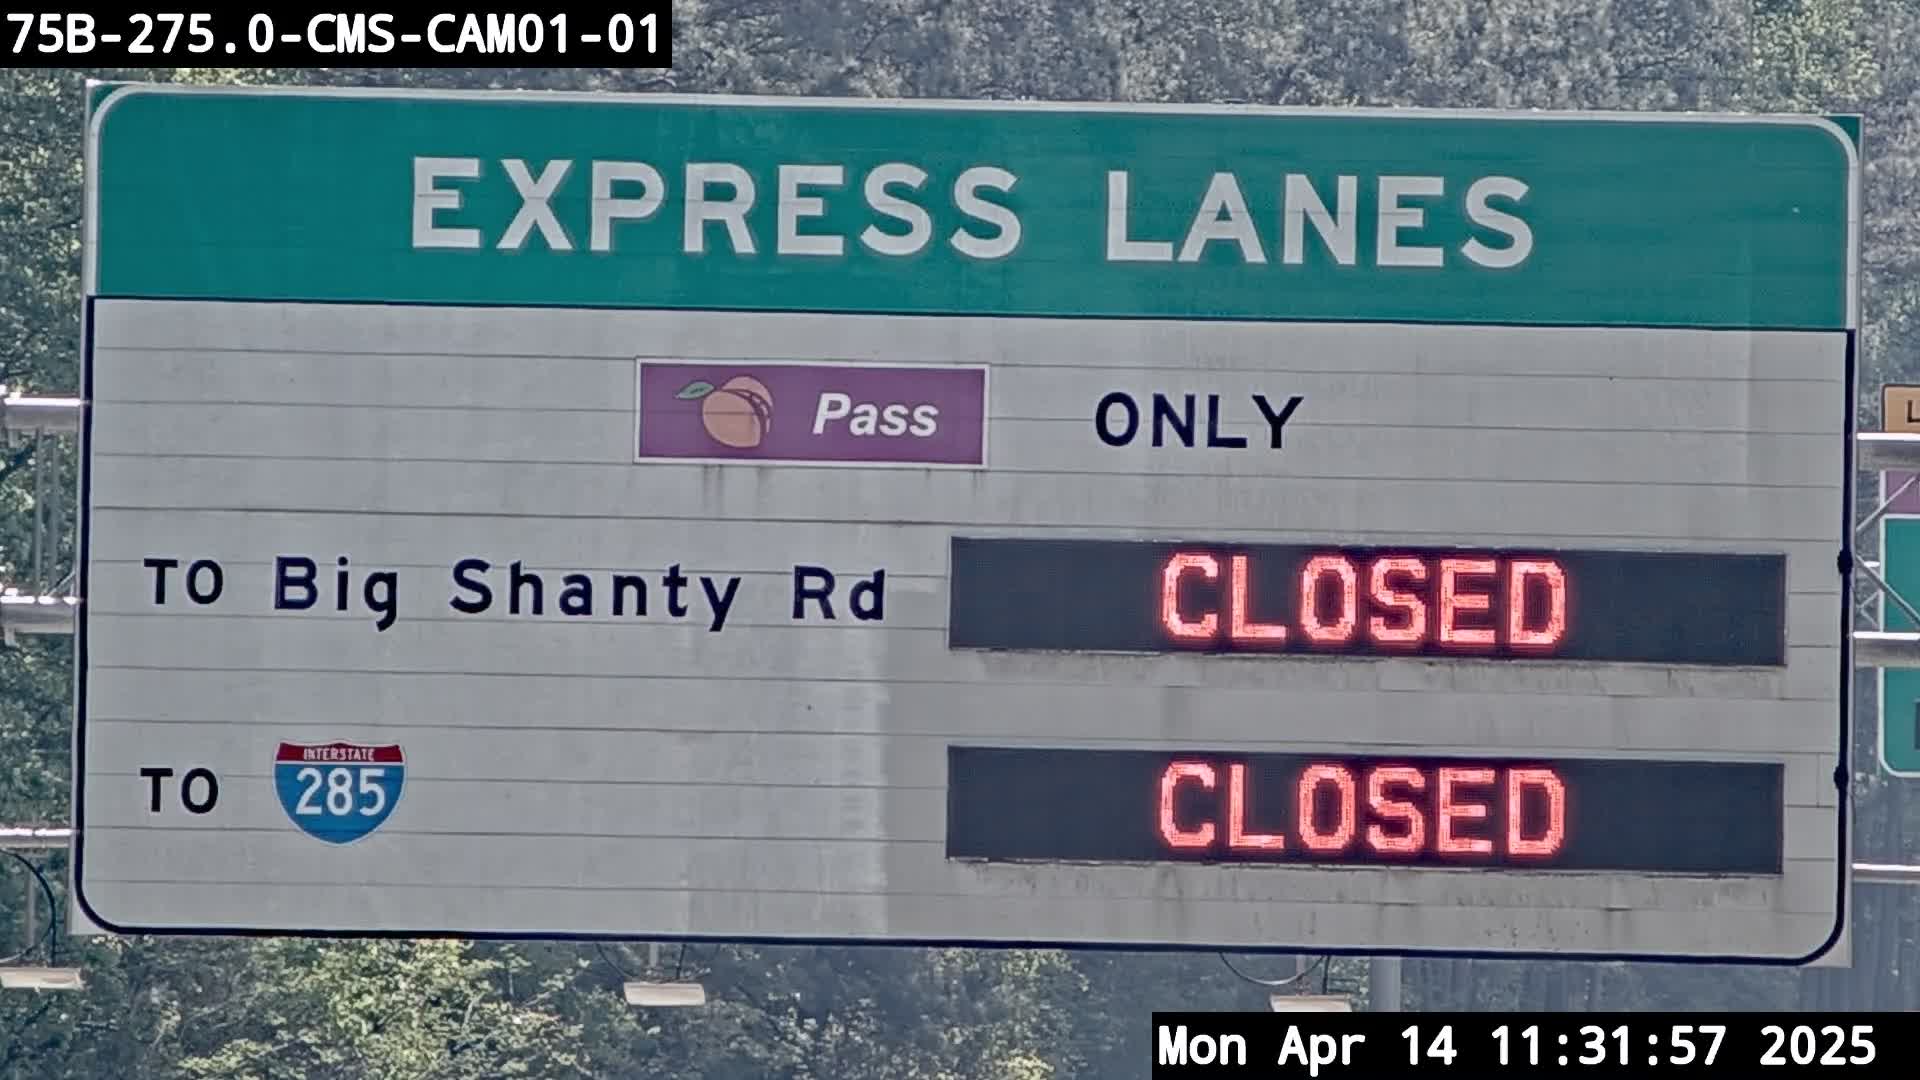 75B-275.0-CMS-CAM01-01
EXPRESS LANES
Pass ONLY
TO Big Shanty Rd CLOSED
INTERSTATE
TO 285 CLOSED
Mon Apr 14 11:31:57 2025